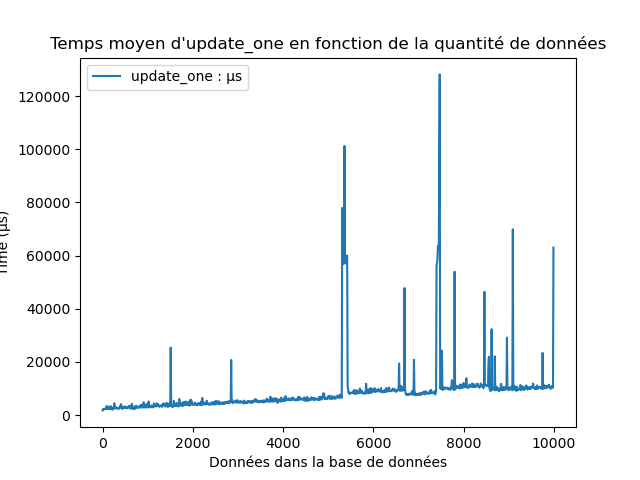 Temps moyen d'update_one en fonction de la quantité de données
update_one : µs
120000
100000
80000
60000
40000
20000
0
Time (µs)
0 2000 4000 6000 8000 10000
Données dans la base de données